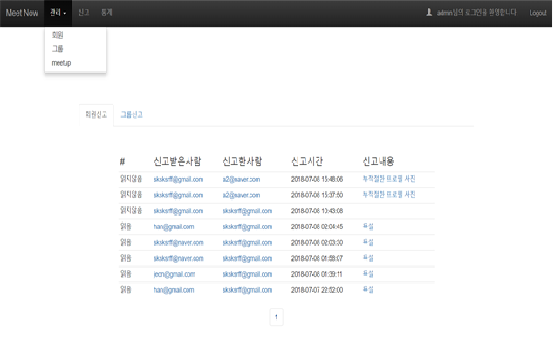 Meet New 관리 신고 통계 admin님의 로그인을 환영합니다 Logout
회원
그룹
meetup
회원신고 그룹신고
# 신고받은사람 신고한사람 신고시간 신고내용
읽지않음 skskrff@gmail.com a2@naver.com 2018-07-08 15:48:06 부적절한 프로필 사진
읽지않음 skskrff@gmail.com a2@naver.com 2018-07-08 15:37:50 부적절한 프로필 사진
읽지않음 skskrff@gmail.com skskrff@gmail.com 2018-07-08 13:43:08
읽음 han@gmail.com skskrff@gmail.com 2018-07-08 02:04:45 욕설
읽음 skskrff@naver.com skskrff@gmail.com 2018-07-08 02:03:30 욕설
읽음 skskrff@naver.com skskrff@gmail.com 2018-07-08 01:58:07 욕설
읽음 jeon@gmail.com skskrff@gmail.com 2018-07-08 01:39:11 욕설
읽음 han@gmail.com skskrff@gmail.com 2018-07-07 22:52:00 욕설
1